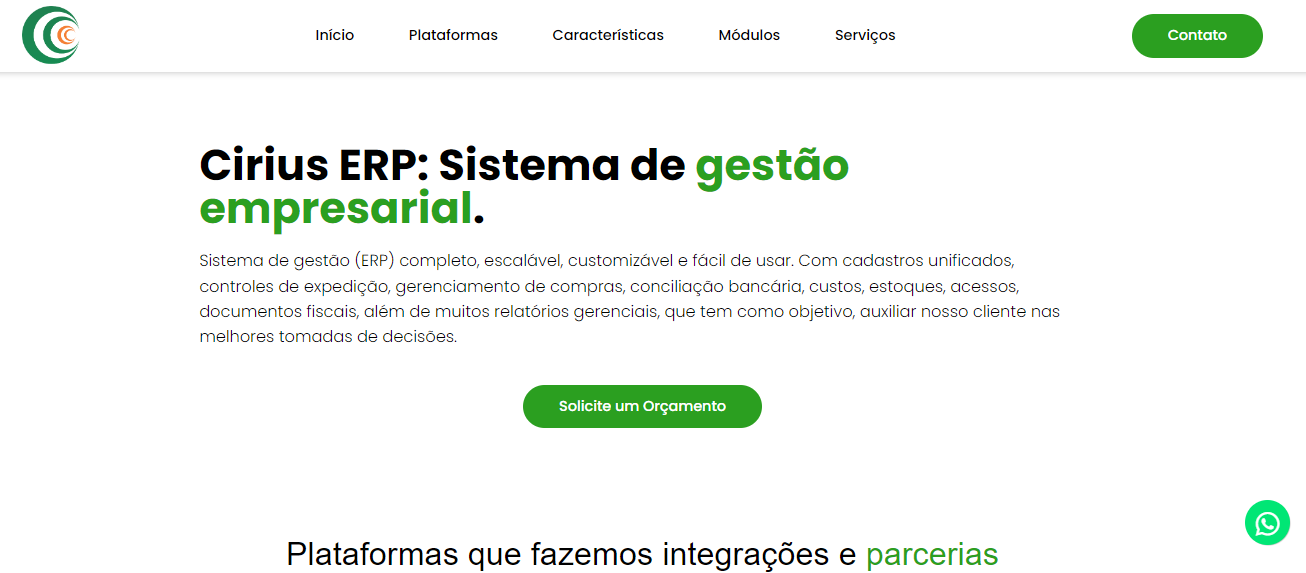 Início
Plataformas
Características
Módulos
Serviços
Contato
Cirius ERP: Sistema de gestão
empresarial.
Sistema de gestão (ERP) completo, escalável, customizável e fácil de usar. Com cadastros unificados,
controles de expedição, gerenciamento de compras, conciliação bancária, custos, estoques, acessos,
documentos fiscais, além de muitos relatórios gerenciais, que tem como objetivo, auxiliar nosso cliente nas
melhores tomadas de decisões.
Solicite um Orçamento
Plataformas que fazemos integrações e parcerias